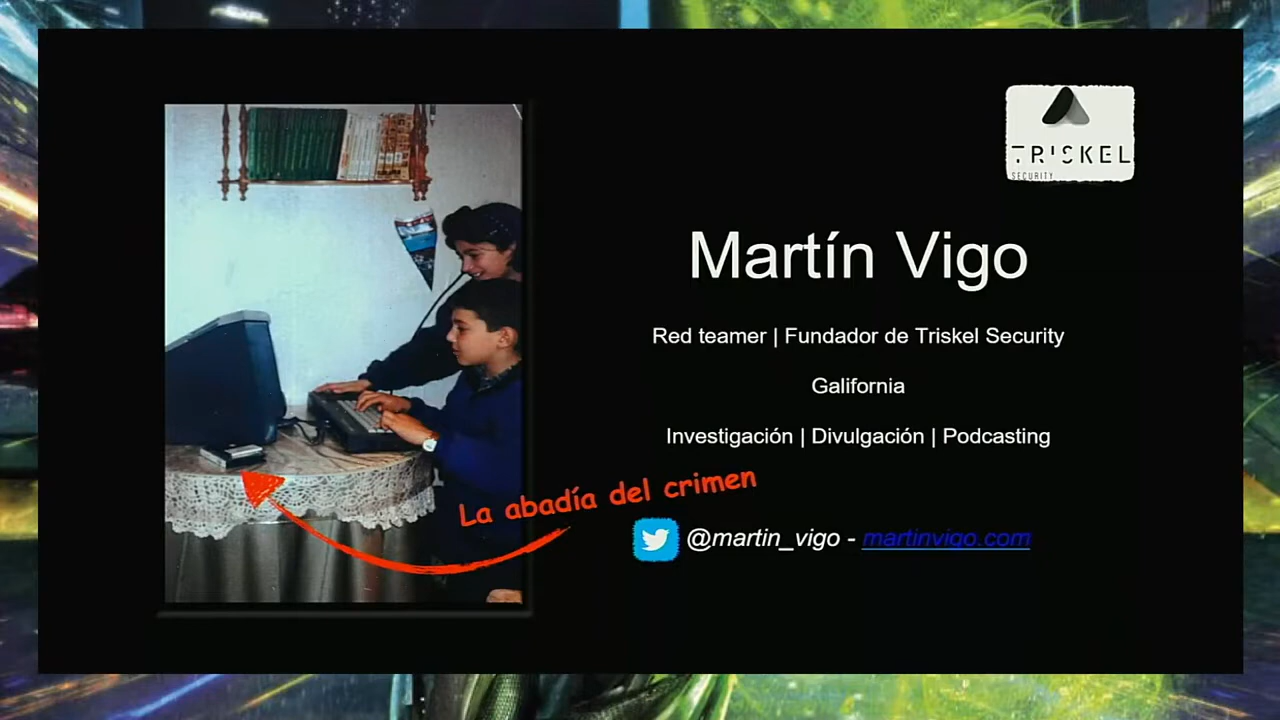 TRISKEL
SECURITY
Martín Vigo
Red teamer | Fundador de Triskel Security
Galifornia
Investigación | Divulgación | Podcasting
La abadía del crimen
@martin_vigo - martinvigo.com